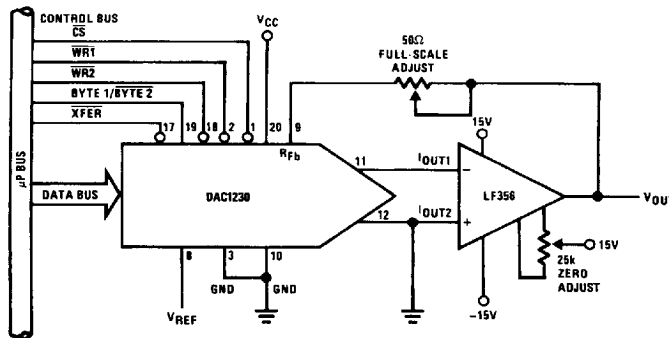 CONTROL BUS
CS
WR1
WR2
BYTE 1/BYTE 2
XFER
17
19
18
2
1
20
9
VCC
50Ω
FULL-SCALE
ADJUST
RFb
μP BUS
DATA BUS
DAC1230
11
IOUT1
12
IOUT2
15V
LF356
VOUT
15V
25k
ZERO
ADJUST
-15V
8
3
10
GND
GND
VREF